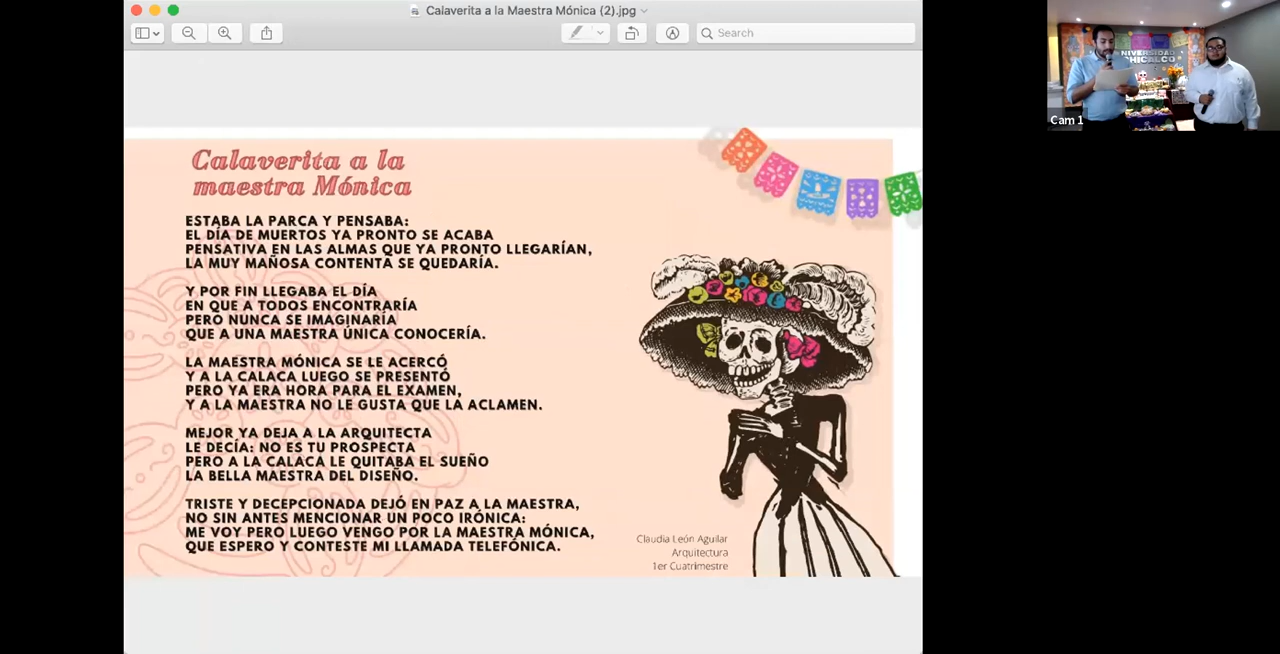 Calaverita a la Maestra Mónica (2).jpg
Search
Calaverita a la
maestra Mónica
ESTABA LA PARCA Y PENSABA:
EL DÍA DE MUERTOS YA PRONTO SE ACABA
PENSATIVA EN LAS ALMAS QUE YA PRONTO LLEGARÍAN,
LA MUY MAÑOSA CONTENTA SE QUEDARÍA.
Y POR FIN LLEGABA EL DÍA
EN QUE A TODOS ENCONTRARÍA
PERO NUNCA SE IMAGINARÍA
QUE A UNA MAESTRA ÚNICA CONOCERÍA.
LA MAESTRA MÓNICA SE LE ACERCÓ
Y A LA CALACA LUEGO SE PRESENTÓ
PERO YA ERA HORA PARA EL EXAMEN,
Y A LA MAESTRA NO LE GUSTA QUE LA ACLAMEN.
MEJOR YA DEJA A LA ARQUITECTA
LE DECÍA: NO ES TU PROSPECTA
PERO A LA CALACA LE QUITABA EL SUEÑO
LA BELLA MAESTRA DEL DISEÑO.
TRISTE Y DECEPCIONADA DEJÓ EN PAZ A LA MAESTRA,
NO SIN ANTES MENCIONAR UN POCO IRÓNICA:
ME VOY PERO LUEGO VENGO POR LA MAESTRA MÓNICA,
QUE ESPERO Y CONTESTE MI LLAMADA TELEFÓNICA.
Claudia León Aguilar
Arquitectura
1er Cuatrimestre
NIVERSIDAD
CHICALCO
Cam 1